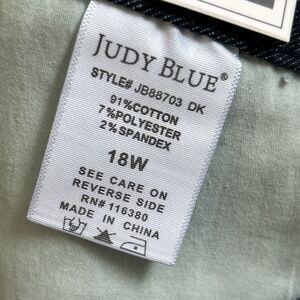 JUDY BLUE®
STYLE# JB88703 DK
91%COTTON
7%POLYESTER
2%SPANDEX
18W
SEE CARE ON
REVERSE SIDE
RN# 116380
MADE IN CHINA